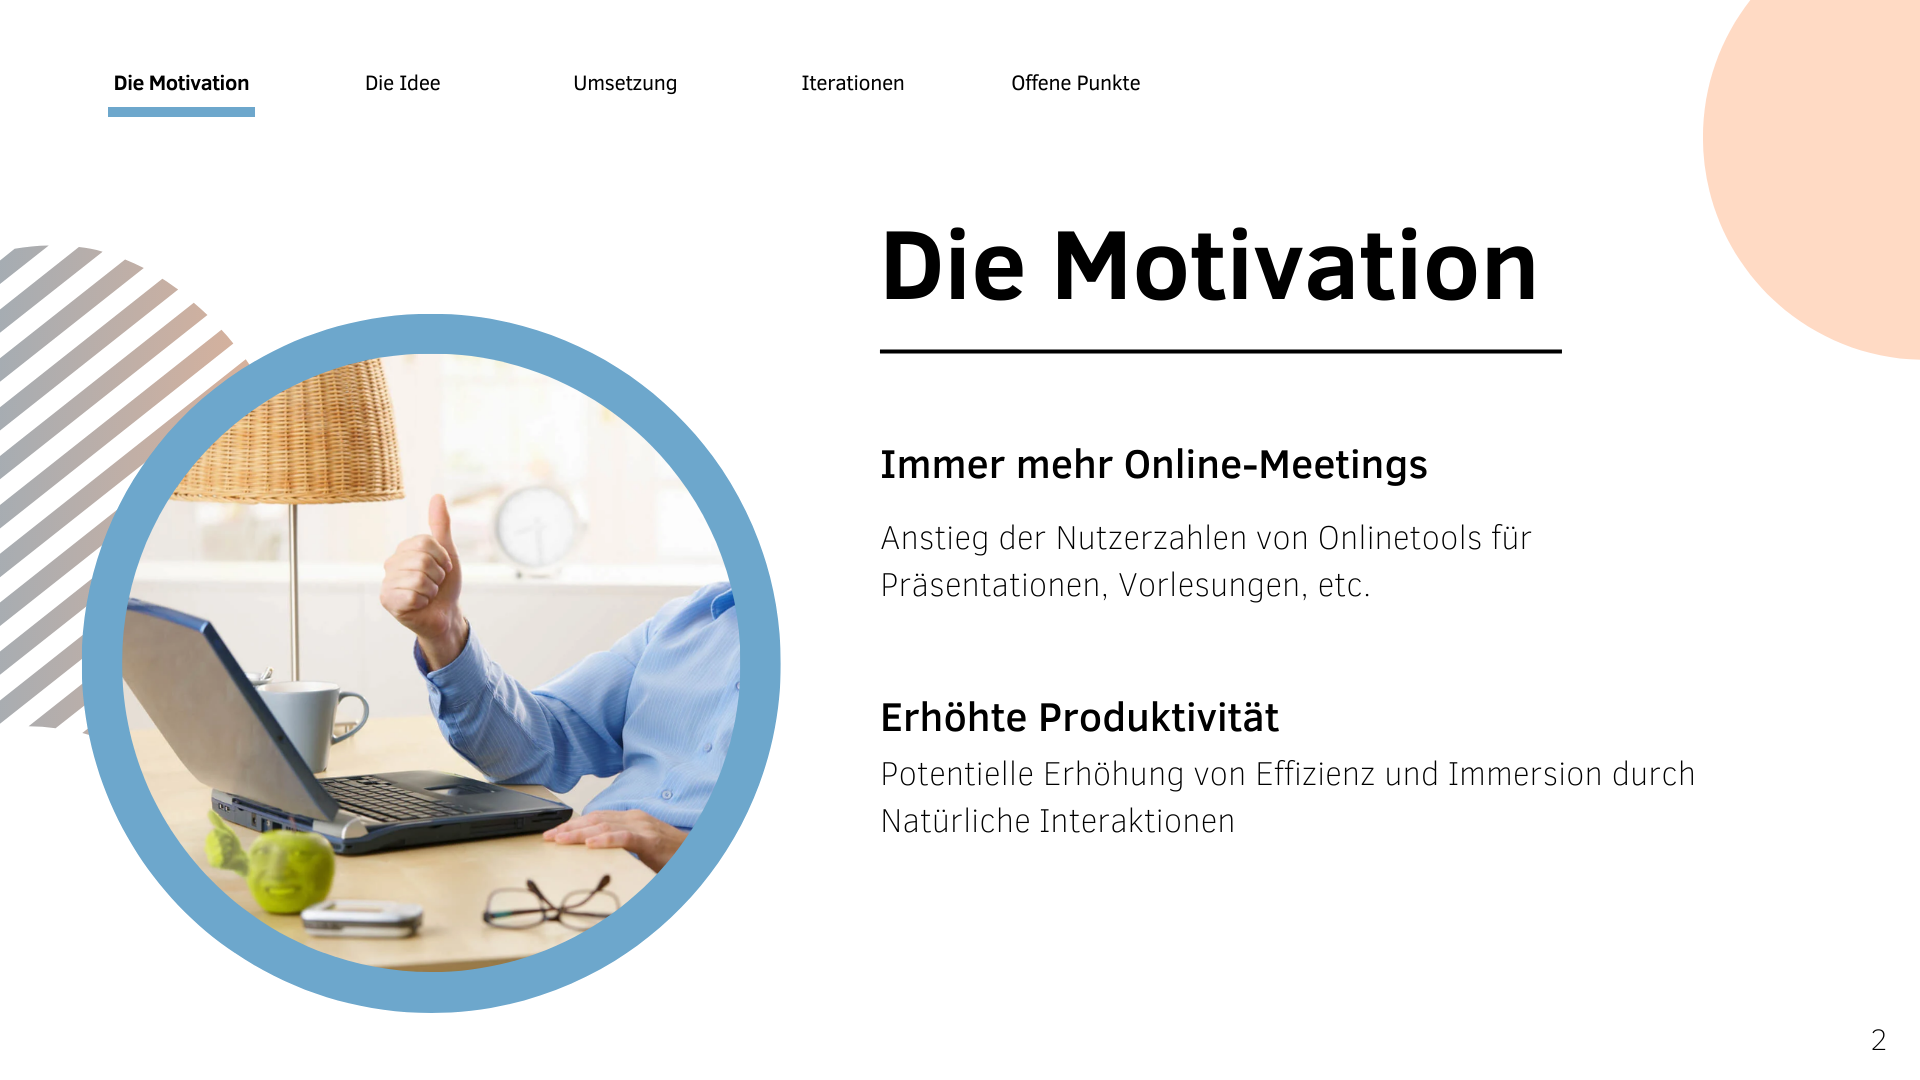 Die Motivation
Die Idee
Umsetzung
Iterationen
Offene Punkte
Die Motivation
Immer mehr Online-Meetings
Anstieg der Nutzerzahlen von Onlinetools für
Präsentationen, Vorlesungen, etc.
Erhöhte Produktivität
Potentielle Erhöhung von Effizienz und Immersion durch
Natürliche Interaktionen
2